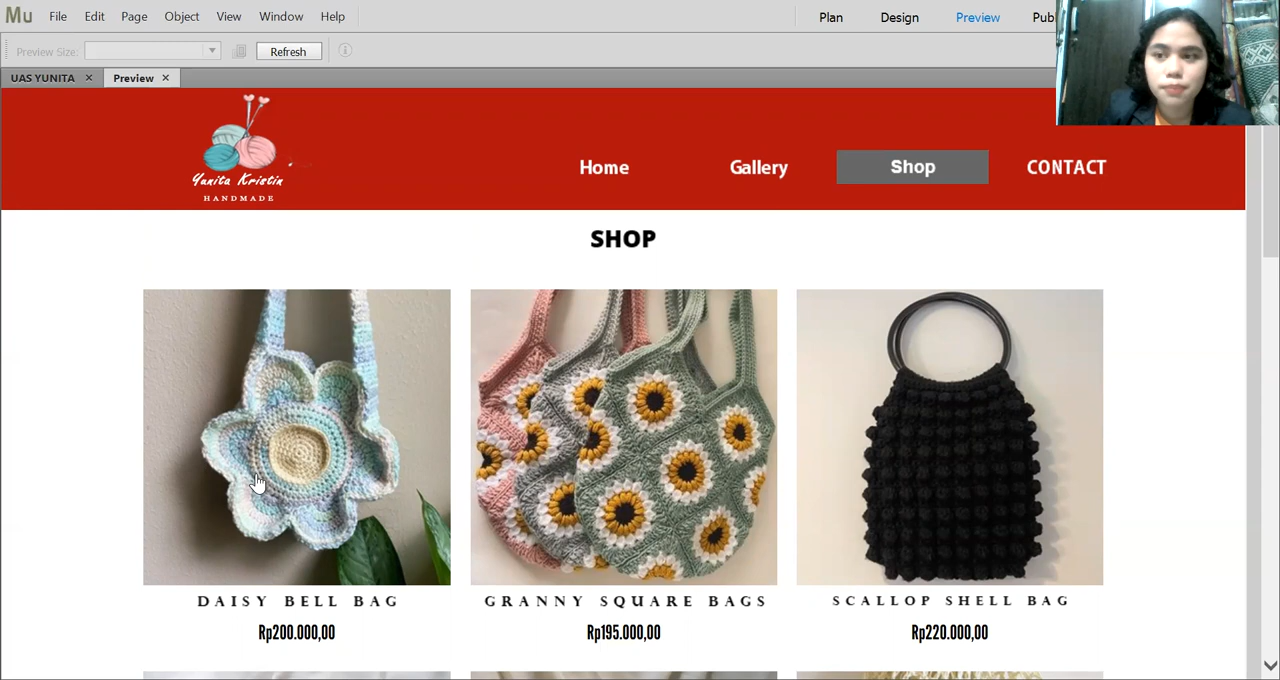 Mu File Edit Page Object View Window Help Plan Design Preview
Preview Size: Refresh
UAS YUNITA × Preview ×
Yunita Kristin
HANDMADE
Home Gallery Shop CONTACT
SHOP
DAISY BELL BAG GRANNY SQUARE BAGS SCALLOP SHELL BAG
Rp200.000,00 Rp195.000,00 Rp220.000,00